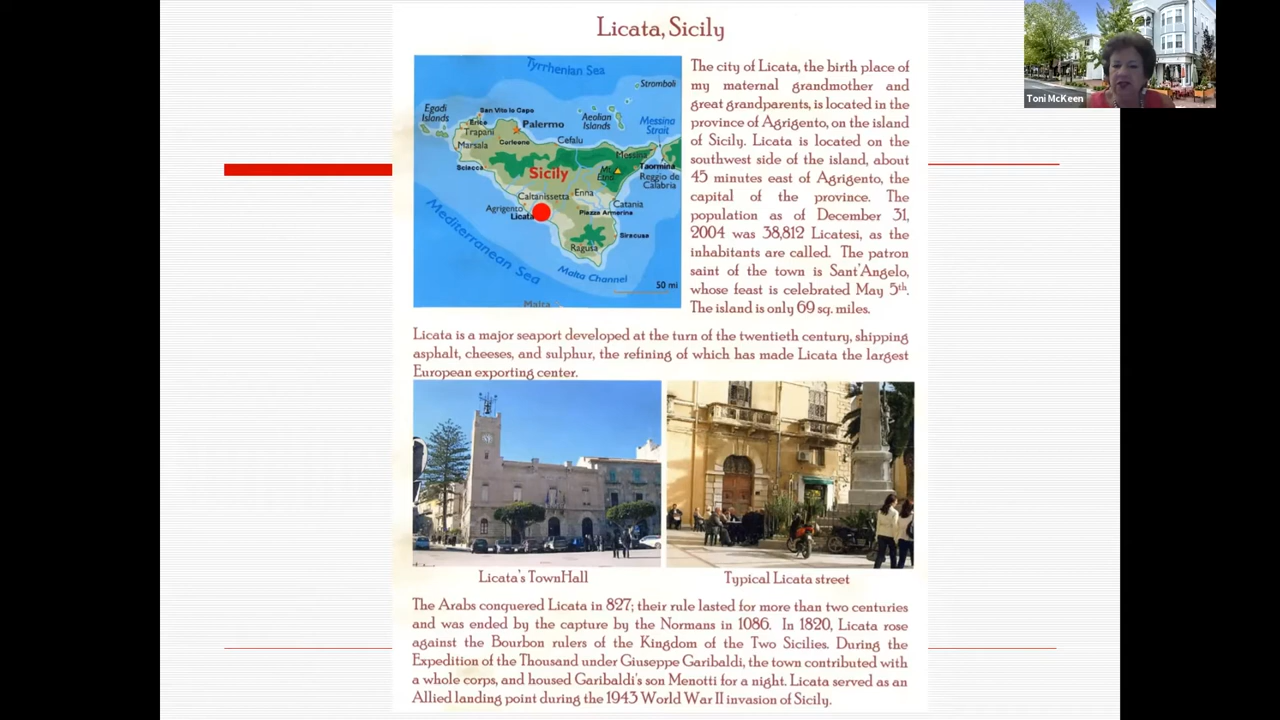 Licata, Sicily
Tyrrhenian Sea
Stromboli
Egadi
Islands
San Vito lo Capo
Erice
Trapani
Palermo
Aeolian
Islands
Messina
Strait
Marsala
Corleone
Cefalu
Messina
Sciacca
Sicily
Mt
Etna
Taormina
Reggio de
Calabria
Caltanissetta
Enna
Catania
Agrigento
Licata
Piazza Armerina
Siracuse
Ragusa
Mediterranean Sea
Malta Channel
50 mi
Malta
The city of Licata, the birth place of
my maternal grandmother and
great grandparents, is located in the
province of Agrigento, on the island
of Sicily. Licata is located on the
southwest side of the island, about
45 minutes east of Agrigento, the
capital of the province. The
population as of December 31,
2004 was 38,812 Licatesi, as the
inhabitants are called. The patron
saint of the town is Sant'Angelo,
whose feast is celebrated May 5th.
The island is only 69 sq. miles.
Licata is a major seaport developed at the turn of the twentieth century, shipping
asphalt, cheeses, and sulphur, the refining of which has made Licata the largest
European exporting center.
Licata's TownHall
Typical Licata street
The Arabs conquered Licata in 827; their rule lasted for more than two centuries
and was ended by the capture by the Normans in 1086. In 1820, Licata rose
against the Bourbon rulers of the Kingdom of the Two Sicilies. During the
Expedition of the Thousand under Giuseppe Garibaldi, the town contributed with
a whole corps, and housed Garibaldi's son Menotti for a night. Licata served as an
Allied landing point during the 1943 World War II invasion of Sicily.
Toni McKeen